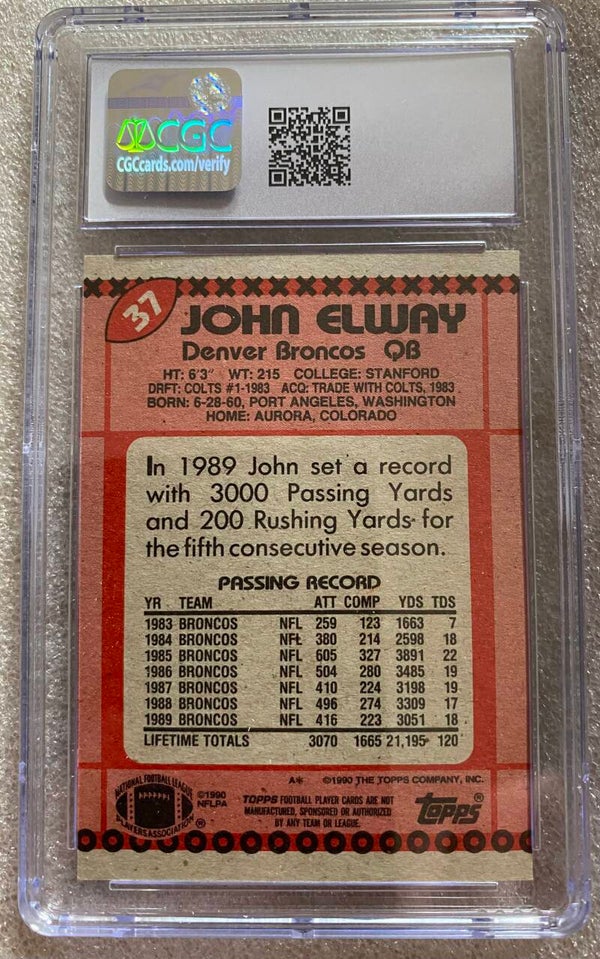 CGC
CGCcards.com/verify
37
JOHN ELWAY
Denver Broncos QB
HT: 6'3" WT: 215 COLLEGE: STANFORD
DRFT: COLTS #1-1983 ACQ: TRADE WITH COLTS, 1983
BORN: 6-28-60, PORT ANGELES, WASHINGTON
HOME: AURORA, COLORADO
In 1989 John set a record
with 3000 Passing Yards
and 200 Rushing Yards for
the fifth consecutive season.
PASSING RECORD
YR TEAM ATT COMP YDS TDS
1983 BRONCOS NFL 259 123 1663 7
1984 BRONCOS NFL 380 214 2598 18
1985 BRONCOS NFL 605 327 3891 22
1986 BRONCOS NFL 504 280 3485 19
1987 BRONCOS NFL 410 224 3198 19
1988 BRONCOS NFL 496 274 3309 17
1989 BRONCOS NFL 416 223 3051 18
LIFETIME TOTALS 3070 1665 21,195 120
A* ©1990 THE TOPPS COMPANY, INC.
NATIONAL FOOTBALL LEAGUE
PLAYERS ASSOCIATION
®
©1990
NFLPA
TOPPS FOOTBALL PLAYER CARDS ARE NOT
MANUFACTURED, SPONSORED OR AUTHORIZED
BY ANY TEAM OR LEAGUE.
topps®